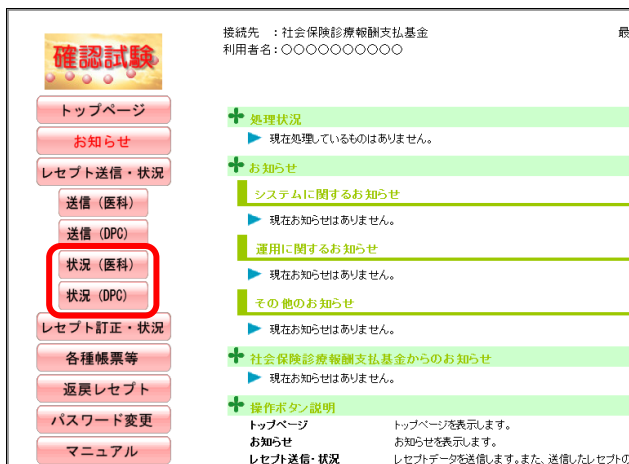 接続先 ：社会保険診療報酬支払基金
最
利用者名：○○○○○○○○○○
確認試験
トップページ
お知らせ
レセプト送信・状況
送信（医科）
送信（DPC）
状況（医科）
状況（DPC）
レセプト訂正・状況
各種帳票等
返戻レセプト
パスワード変更
マニュアル
処理状況
現在処理しているものはありません。
お知らせ
システムに関するお知らせ
現在お知らせはありません。
運用に関するお知らせ
現在お知らせはありません。
その他のお知らせ
現在お知らせはありません。
社会保険診療報酬支払基金からのお知らせ
現在お知らせはありません。
操作ボタン説明
トップページ トップページを表示します。
お知らせ お知らせを表示します。
レセプト送信・状況 レセプトデータを送信します。また、送信したレセプトの